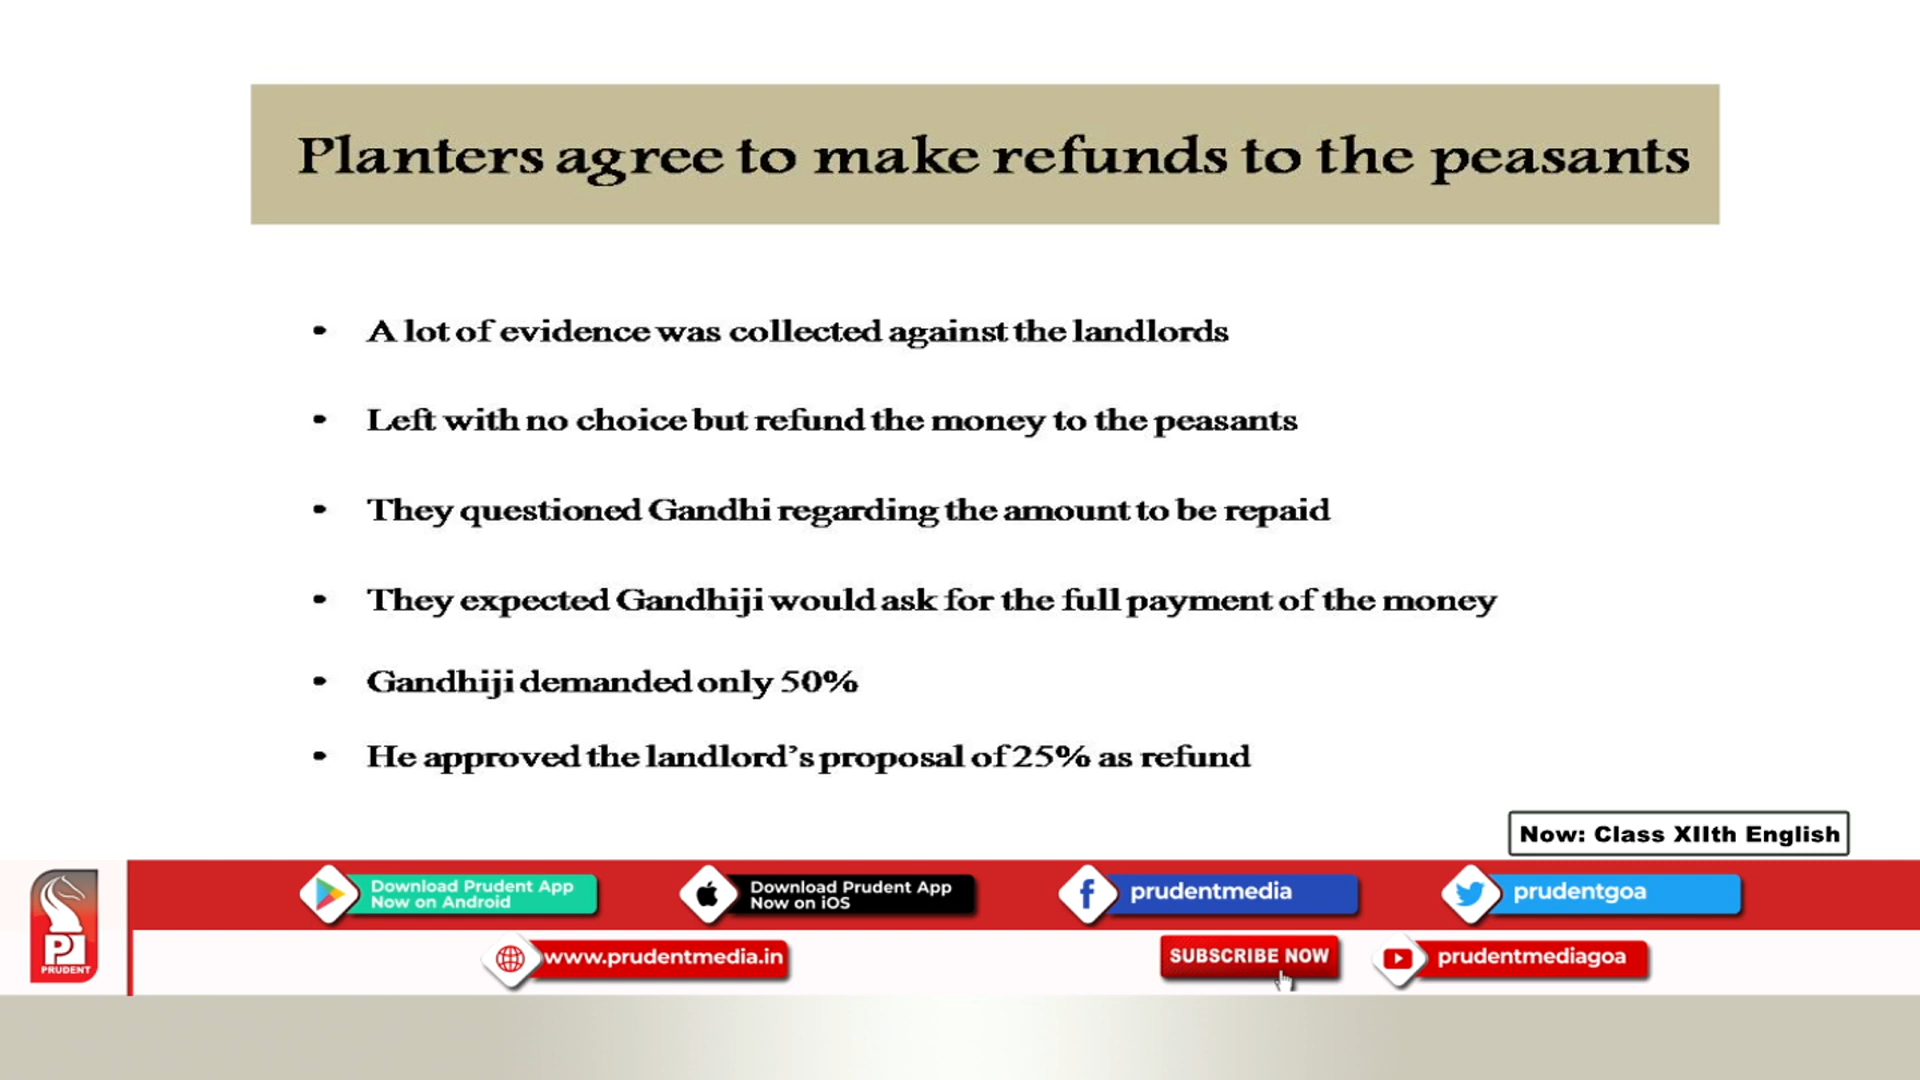 Planters agree to make refunds to the peasants
• A lot of evidence was collected against the landlords
• Left with no choice but refund the money to the peasants
• They questioned Gandhi regarding the amount to be repaid
• They expected Gandhiji would ask for the full payment of the money
• Gandhiji demanded only 50%
• He approved the landlord's proposal of 25% as refund
Now: Class XIIth English
Download Prudent App
Now on Android
Download Prudent App
Now on iOS
prudentmedia
prudentgoa
PRUDENT
www.prudentmedia.in
SUBSCRIBE NOW
prudentmediagoa